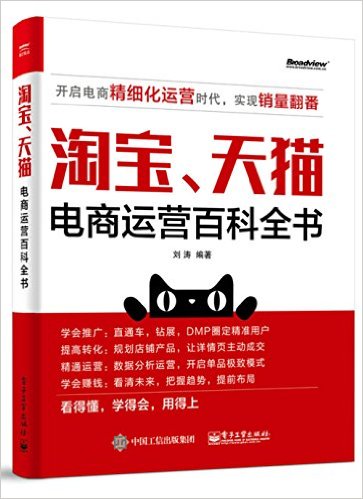 Broadview
开启电商精细化运营时代，实现销量翻番
淘宝、天猫
电商运营百科全书
刘涛 编著
学会推广：直通车，钻展，DMP圈定精准用户
提高转化：规划店铺产品，让详情页主动成交
精通运营：数据分析运营，开启单品极致模式
学会赚钱：看清未来，把握趋势，提前布局
看得懂，学得会，用得上
中国工信出版集团
电子工业出版社
淘宝、天猫
电商运营百科全书